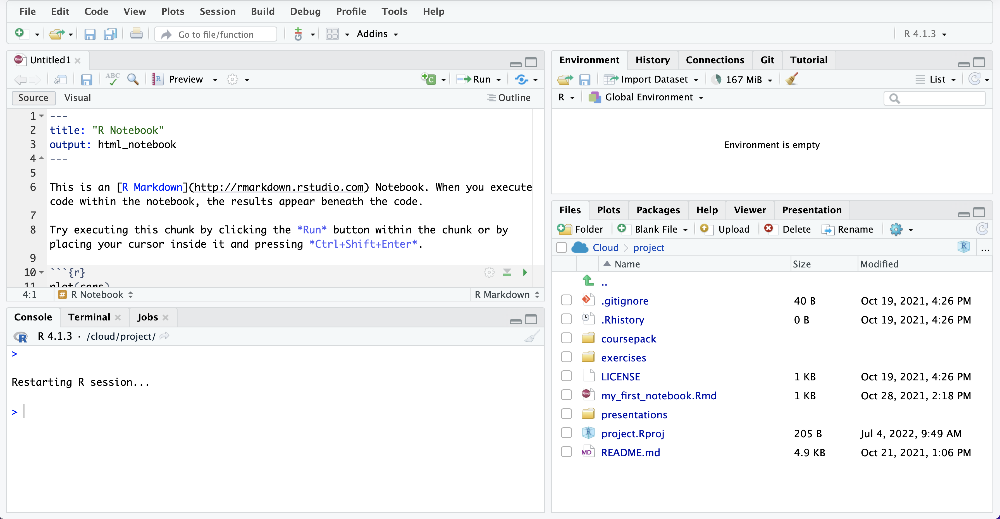 File Edit Code View Plots Session Build Debug Profile Tools Help
Go to file/function Addins R 4.1.3
Rmd Untitled1
ABC R Preview C Run
Source Visual Outline
1 ---
2 title: "R Notebook"
3 output: html_notebook
4 ---
5
6 This is an [R Markdown](http://rmarkdown.rstudio.com) Notebook. When you execute
code within the notebook, the results appear beneath the code.
7
8 Try executing this chunk by clicking the *Run* button within the chunk or by
placing your cursor inside it and pressing *Ctrl+Shift+Enter*.
9
10 ```{r}
11 plot(cars)
4:1 # R Notebook R Markdown
Console Terminal Jobs
R R 4.1.3 · /cloud/project/
>
Restarting R session...
>
Environment History Connections Git Tutorial
Import Dataset 167 MiB List
R Global Environment
Environment is empty
Files Plots Packages Help Viewer Presentation
Folder Blank File Upload Delete Rename
Cloud project R ...
Name Size Modified
..
.gitignore 40 B Oct 19, 2021, 4:26 PM
.Rhistory 0 B Oct 19, 2021, 4:26 PM
coursepack
exercises
LICENSE 1 KB Oct 19, 2021, 4:26 PM
Rmd my_first_notebook.Rmd 1 KB Oct 28, 2021, 2:18 PM
presentations
R project.Rproj 205 B Jul 4, 2022, 9:49 AM
MD README.md 4.9 KB Oct 21, 2021, 1:06 PM